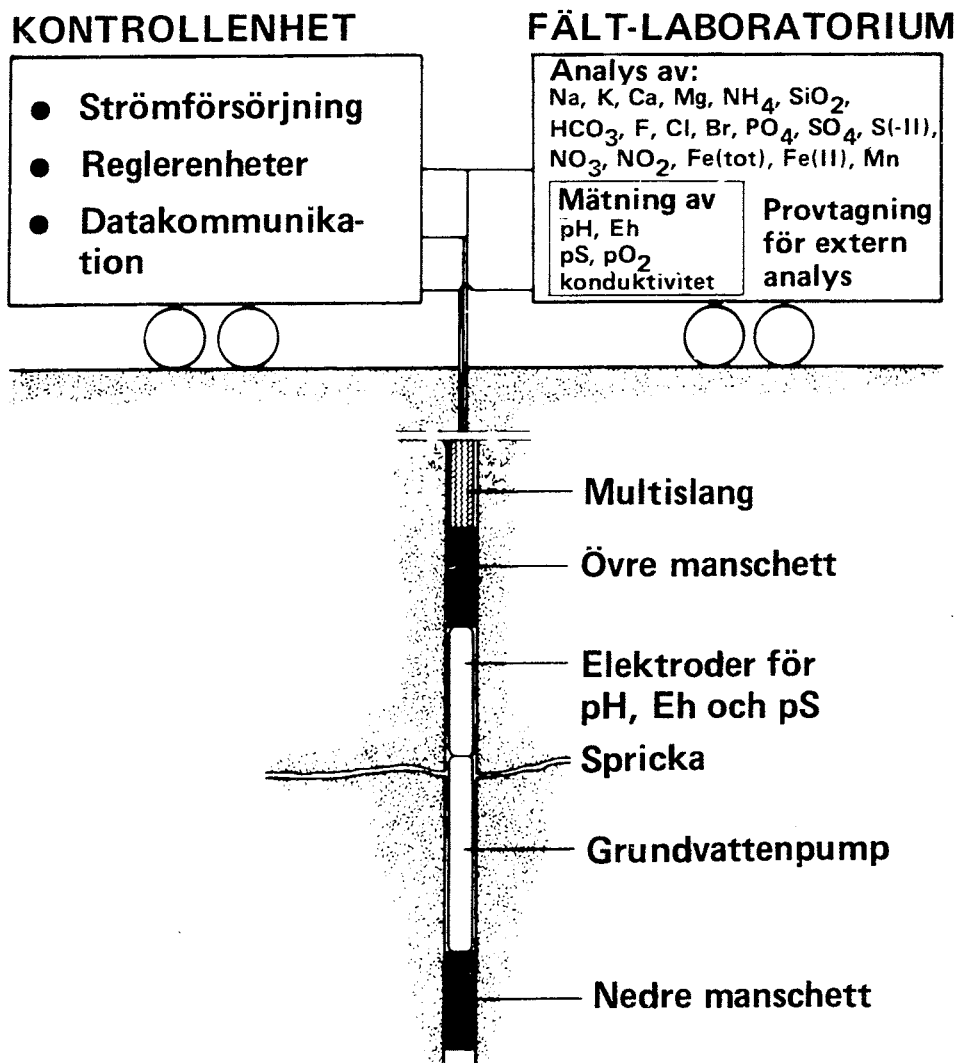 KONTROLLENHET
● Strömförsörjning
● Reglerenheter
● Datakommunika-
tion
FÄLT-LABORATORIUM
Analys av:
Na, K, Ca, Mg, NH4, SiO2,
HCO3, F, Cl, Br, PO4, SO4, S(-II),
NO3, NO2, Fe(tot), Fe(II), Mn
Mätning av
pH, Eh
pS, pO2
konduktivitet
Provtagning
för extern
analys
Multislang
Övre manschett
Elektroder för
pH, Eh och pS
Spricka
Grundvattenpump
Nedre manschett